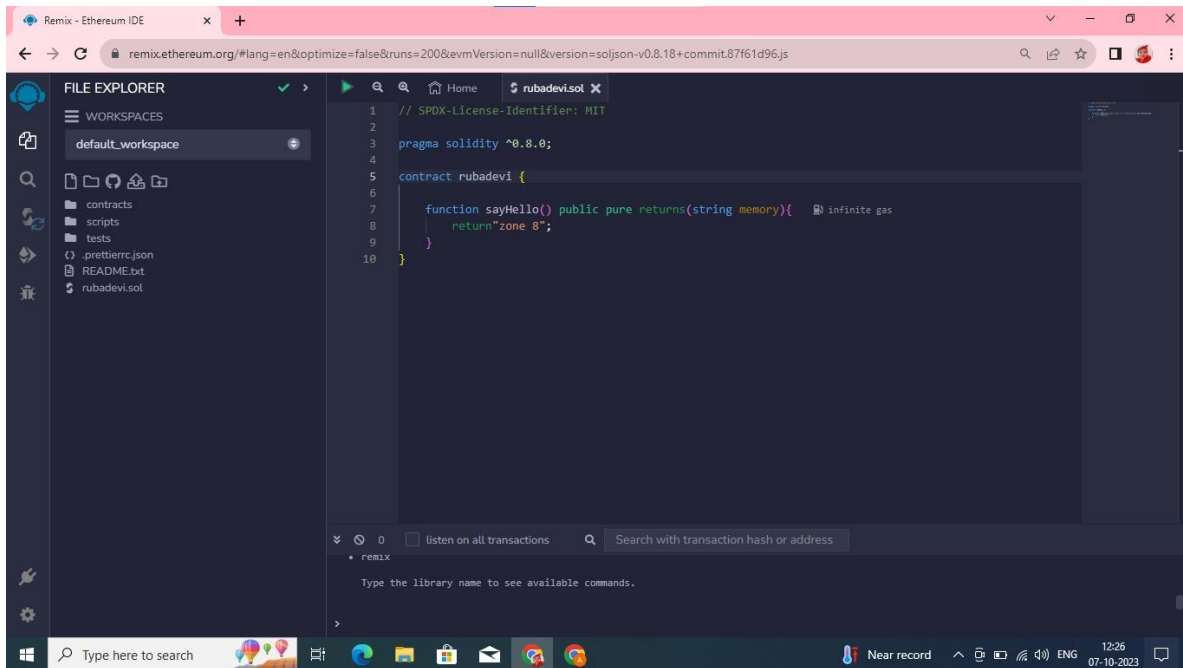 Remix - Ethereum IDE
remix.ethereum.org/#lang=en&optimize=false&runs=200&evmVersion=null&version=soljson-v0.8.18+commit.87f61d96.js
FILE EXPLORER
WORKSPACES
default_workspace
contracts
scripts
tests
.prettierrc.json
README.txt
rubadevi.sol
Home
rubadevi.sol
1 // SPDX-License-Identifier: MIT
2
3 pragma solidity ^0.8.0;
4
5 contract rubadevi {
6
7 function sayHello() public pure returns(string memory){ infinite gas
8 return"zone 8";
9 }
10 }
0 listen on all transactions Search with transaction hash or address
• remix
Type the library name to see available commands.
>
Type here to search
Near record
ENG
12:26
07-10-2023